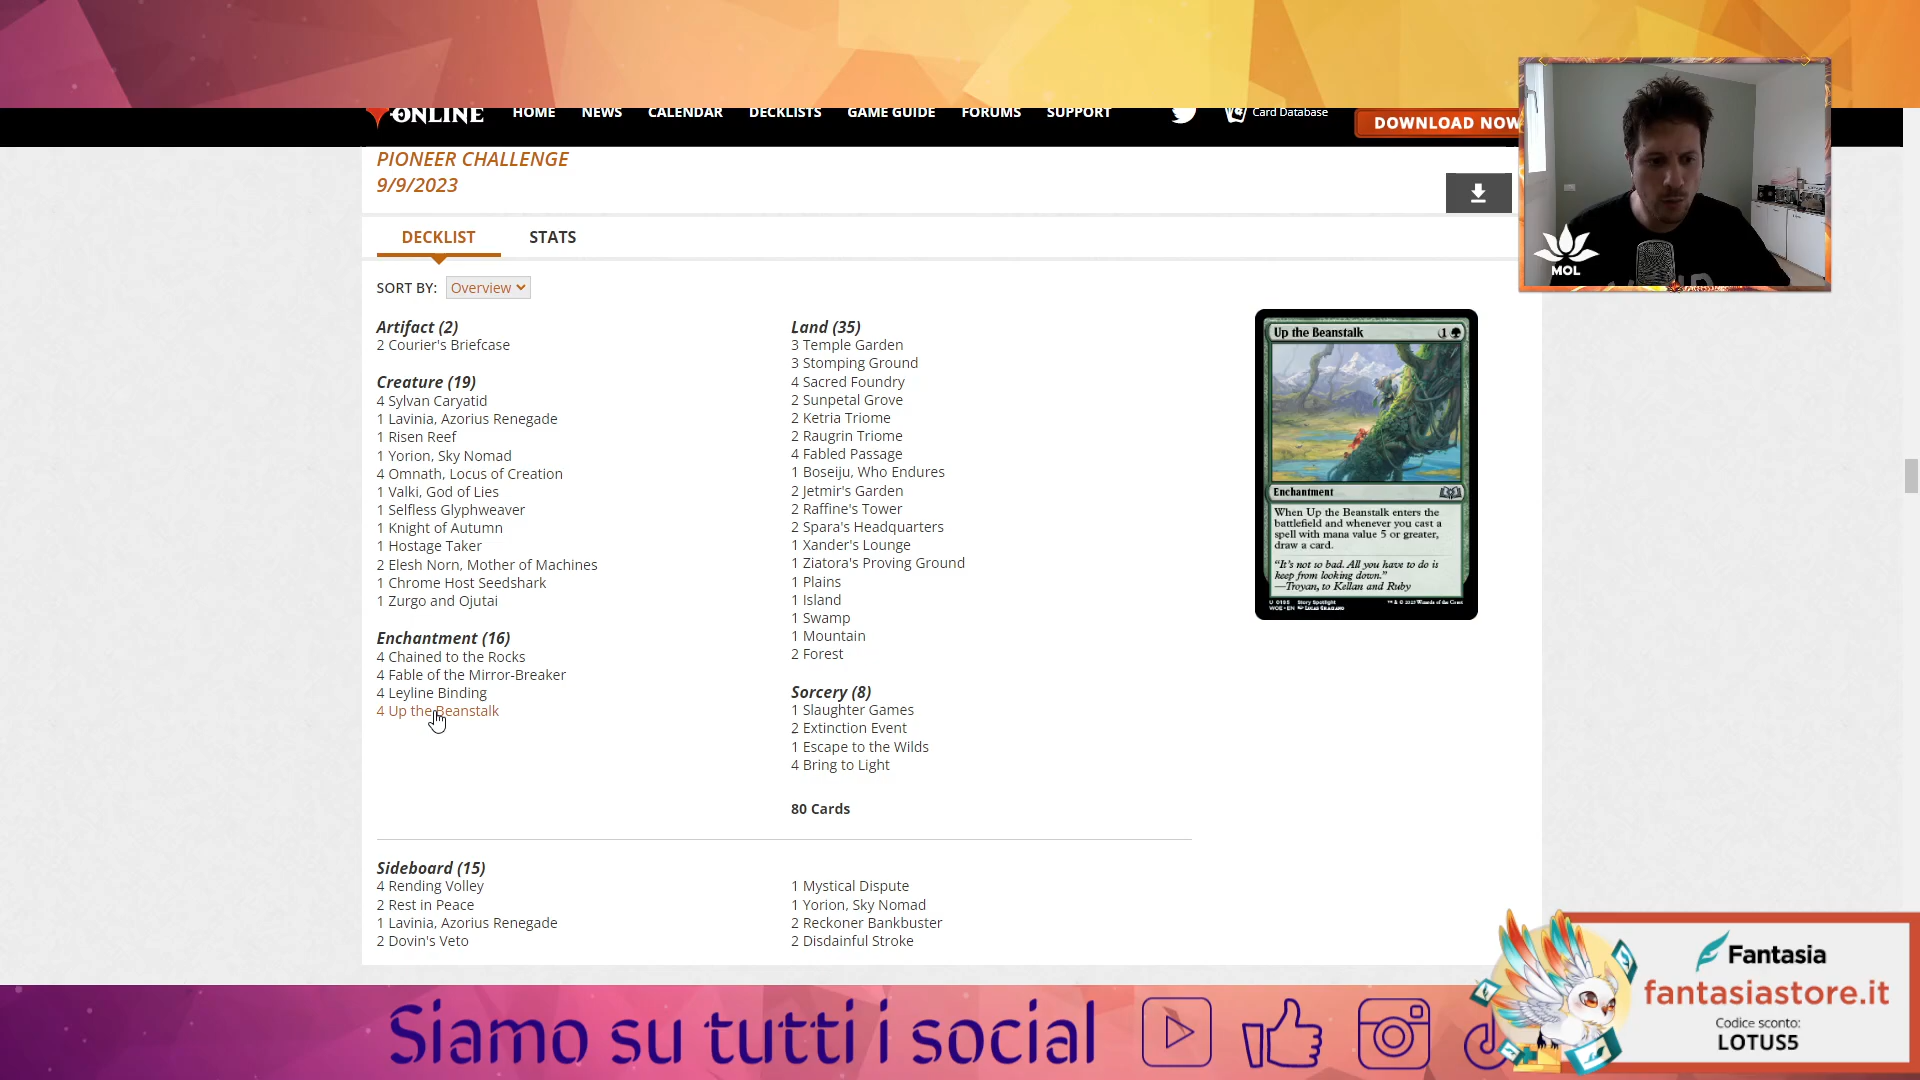 ONLINE
HOME
NEWS
CALENDAR
DECKLISTS
GAME GUIDE
FORUMS
SUPPORT
Card Database
DOWNLOAD NOW
PIONEER CHALLENGE
9/9/2023
MOL
DECKLIST
STATS
SORT BY: Overview
Artifact (2)
2 Courier's Briefcase
Creature (19)
4 Sylvan Caryatid
1 Lavinia, Azorius Renegade
1 Risen Reef
1 Yorion, Sky Nomad
4 Omnath, Locus of Creation
1 Valki, God of Lies
1 Selfless Glyphweaver
1 Knight of Autumn
1 Hostage Taker
2 Elesh Norn, Mother of Machines
1 Chrome Host Seedshark
1 Zurgo and Ojutai
Enchantment (16)
4 Chained to the Rocks
4 Fable of the Mirror-Breaker
4 Leyline Binding
4 Up the Beanstalk
Land (35)
3 Temple Garden
3 Stomping Ground
4 Sacred Foundry
2 Sunpetal Grove
2 Ketria Triome
2 Raugrin Triome
4 Fabled Passage
1 Boseiju, Who Endures
2 Jetmir's Garden
2 Raffine's Tower
2 Spara's Headquarters
1 Xander's Lounge
1 Ziatora's Proving Ground
1 Plains
1 Island
1 Swamp
1 Mountain
2 Forest
Sorcery (8)
1 Slaughter Games
2 Extinction Event
1 Escape to the Wilds
4 Bring to Light
80 Cards
Up the Beanstalk 1
Enchantment
When Up the Beanstalk enters the
battlefield and whenever you cast a
spell with mana value 5 or greater,
draw a card.
"It's not so bad. All you have to do is
keep from looking down."
—Troyan, to Kellan and Ruby
Sideboard (15)
4 Rending Volley
2 Rest in Peace
1 Lavinia, Azorius Renegade
2 Dovin's Veto
1 Mystical Dispute
1 Yorion, Sky Nomad
2 Reckoner Bankbuster
2 Disdainful Stroke
Siamo su tutti i social
Fantasia
fantasiastore.it
Codice sconto:
LOTUS5